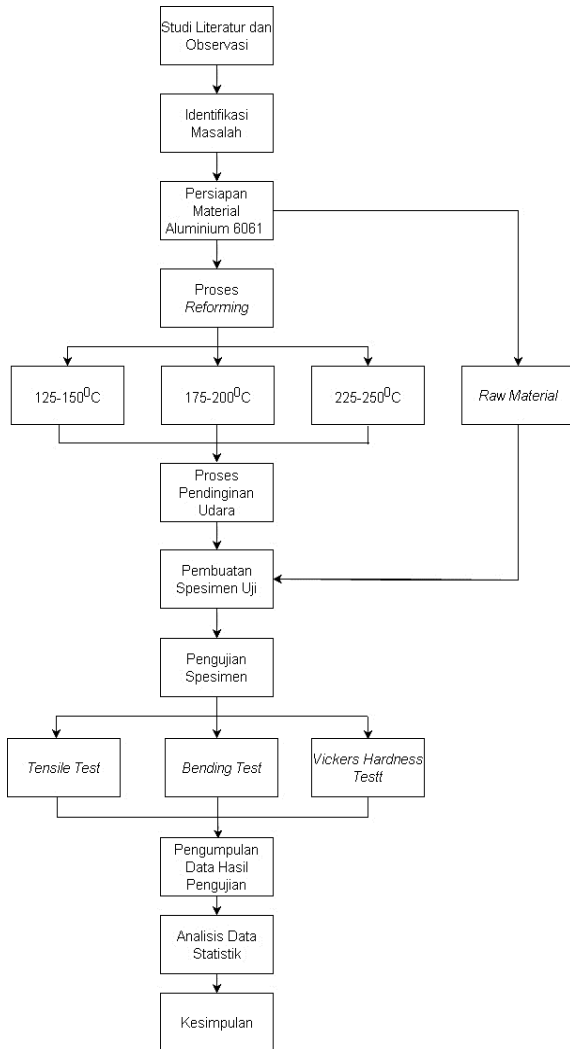 Studi Literatur dan
Observasi
Identifikasi
Masalah
Persiapan
Material
Aluminium 6061
Proses
Reforming
125-150⁰C
175-200⁰C
225-250⁰C
Raw Material
Proses
Pendinginan
Udara
Pembuatan
Spesimen Uji
Pengujian
Spesimen
Tensile Test
Bending Test
Vickers Hardness
Testt
Pengumpulan
Data Hasil
Pengujian
Analisis Data
Statistik
Kesimpulan